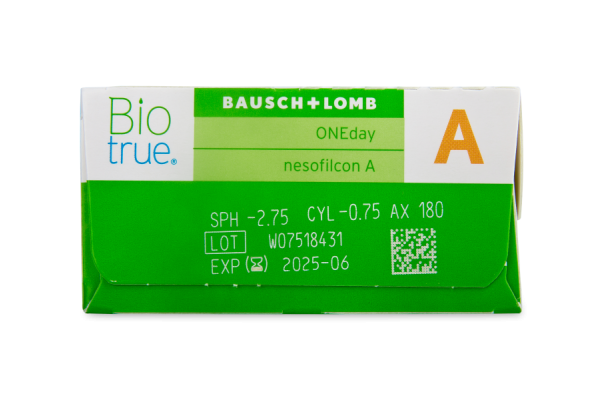 Bio
true®
BAUSCH+LOMB
ONEday
nesofilcon A
A
SPH -2.75 CYL -0.75 AX 180
LOT W07518431
EXP 2025-06